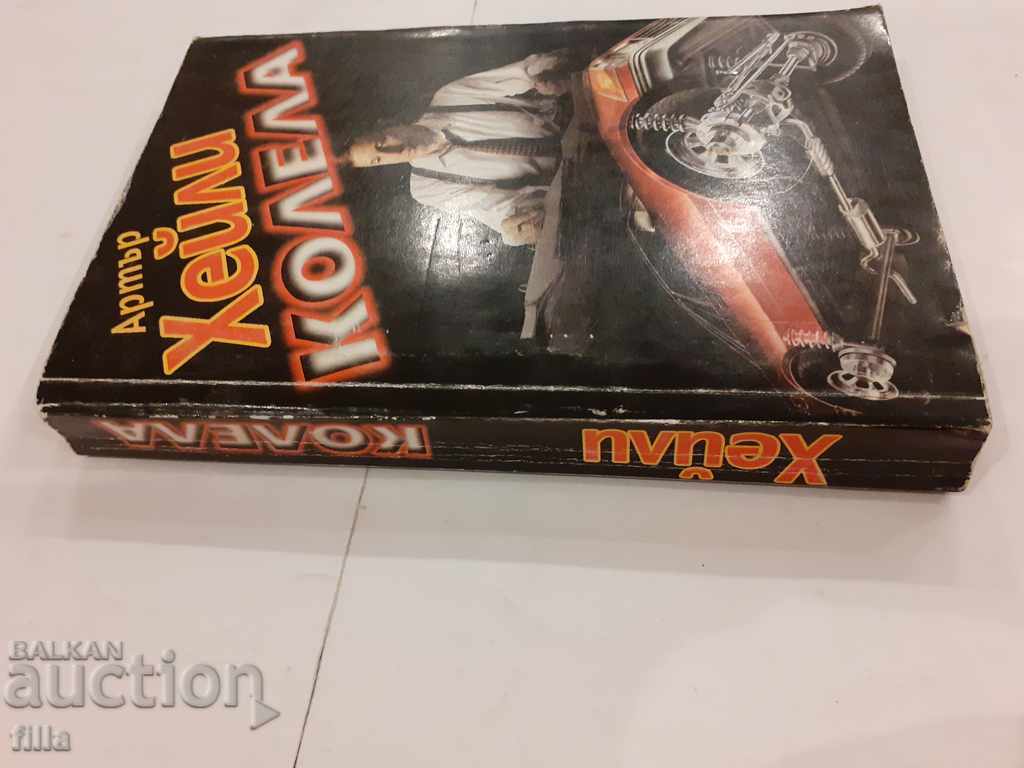 Артър
Хейли
КОЛЕЛА
Хейли
КОЛЕЛА
BALKAN
auction
filla